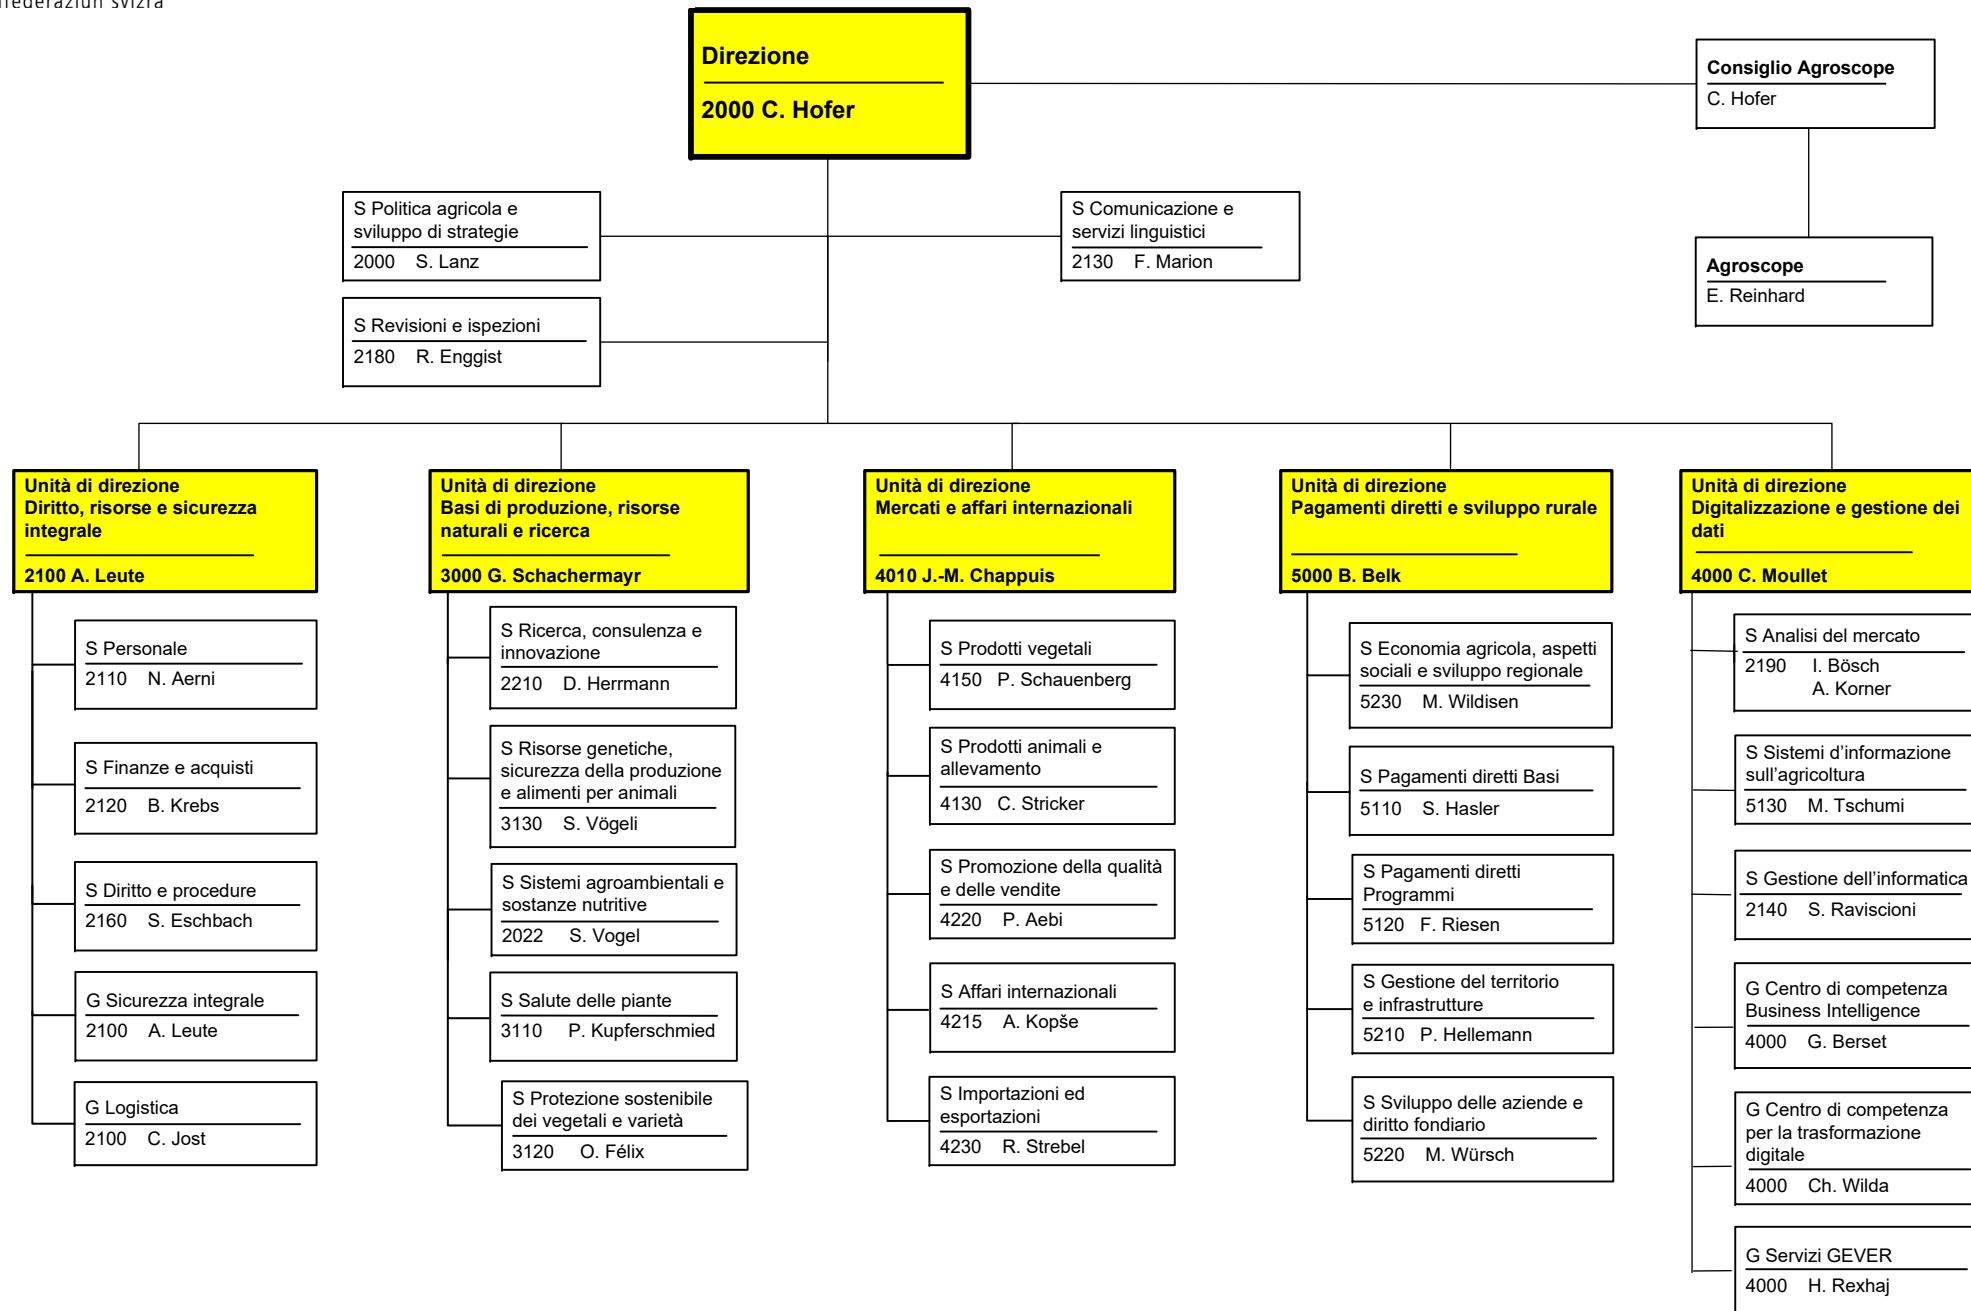 Confederaziun svizra
Direzione
2000 C. Hofer
Consiglio Agroscope
C. Hofer
S Politica agricola e
sviluppo di strategie
2000 S. Lanz
S Comunicazione e
servizi linguistici
2130 F. Marion
Agroscope
E. Reinhard
S Revisioni e ispezioni
2180 R. Enggist
Unità di direzione
Diritto, risorse e sicurezza
integrale
2100 A. Leute
S Personale
2110 N. Aerni
S Finanze e acquisti
2120 B. Krebs
S Diritto e procedure
2160 S. Eschbach
G Sicurezza integrale
2100 A. Leute
G Logistica
2100 C. Jost
Unità di direzione
Basi di produzione, risorse
naturali e ricerca
3000 G. Schachermayr
S Ricerca, consulenza e
innovazione
2210 D. Herrmann
S Risorse genetiche,
sicurezza della produzione
e alimenti per animali
3130 S. Vögeli
S Sistemi agroambientali e
sostanze nutritive
2022 S. Vogel
S Salute delle piante
3110 P. Kupferschmied
S Protezione sostenibile
dei vegetali e varietà
3120 O. Félix
Unità di direzione
Mercati e affari internazionali
4010 J.-M. Chappuis
S Prodotti vegetali
4150 P. Schauenberg
S Prodotti animali e
allevamento
4130 C. Stricker
S Promozione della qualità
e delle vendite
4220 P. Aebi
S Affari internazionali
4215 A. Kopše
S Importazioni ed
esportazioni
4230 R. Strebel
Unità di direzione
Pagamenti diretti e sviluppo rurale
5000 B. Belk
S Economia agricola, aspetti
sociali e sviluppo regionale
5230 M. Wildisen
S Pagamenti diretti Basi
5110 S. Hasler
S Pagamenti diretti
Programmi
5120 F. Riesen
S Gestione del territorio
e infrastrutture
5210 P. Hellemann
S Sviluppo delle aziende e
diritto fondiario
5220 M. Würsch
Unità di direzione
Digitalizzazione e gestione dei
dati
4000 C. Moullet
S Analisi del mercato
2190 I. Bösch
A. Korner
S Sistemi d’informazione
sull’agricoltura
5130 M. Tschumi
S Gestione dell’informatica
2140 S. Raviscioni
G Centro di competenza
Business Intelligence
4000 G. Berset
G Centro di competenza
per la trasformazione
digitale
4000 Ch. Wilda
G Servizi GEVER
4000 H. Rexhaj